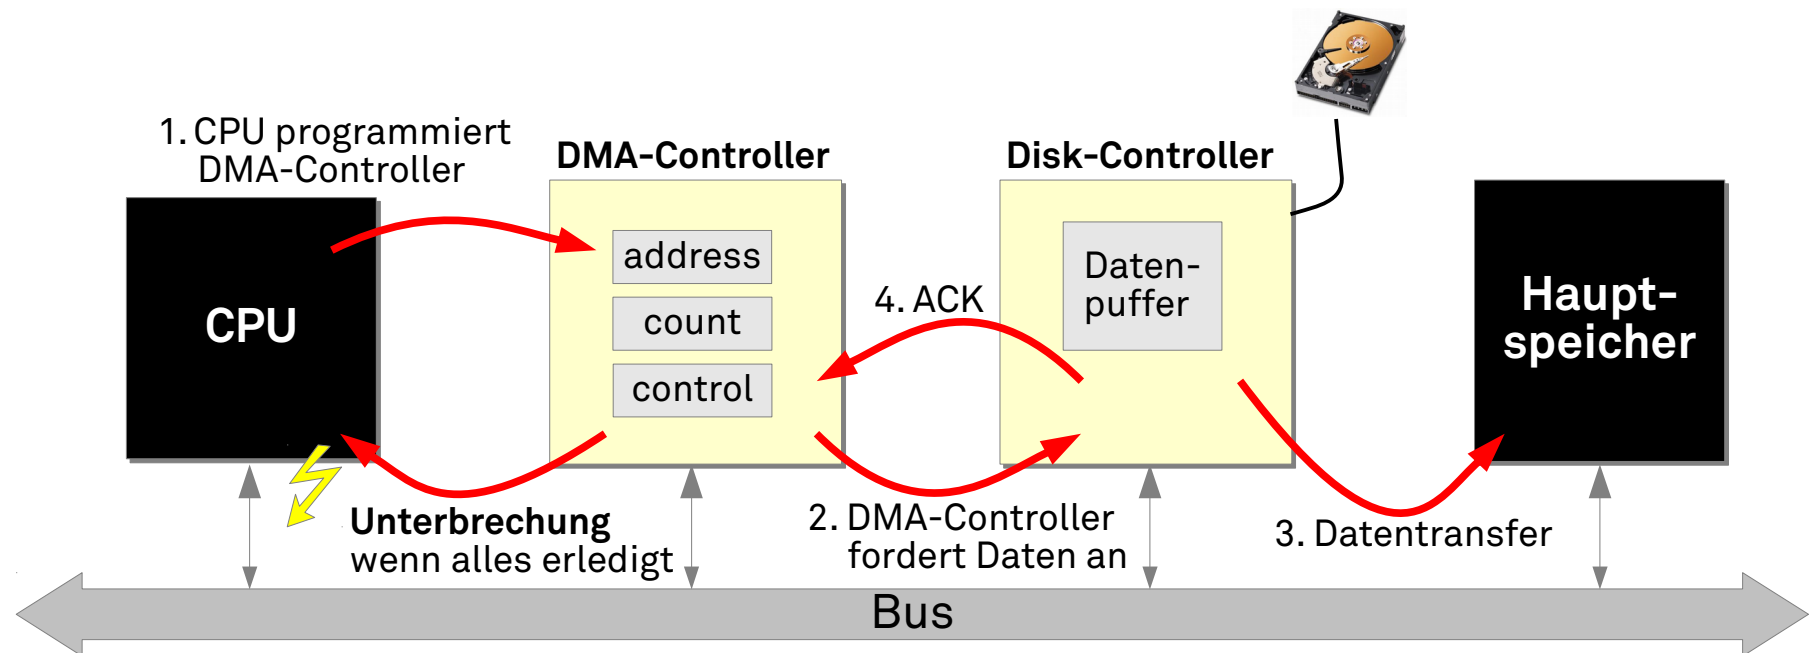 1. CPU programmiert
DMA-Controller
DMA-Controller
Disk-Controller
CPU
address
count
control
Daten-
puffer
Haupt-
speicher
4. ACK
Unterbrechung
wenn alles erledigt
2. DMA-Controller
fordert Daten an
3. Datentransfer
Bus